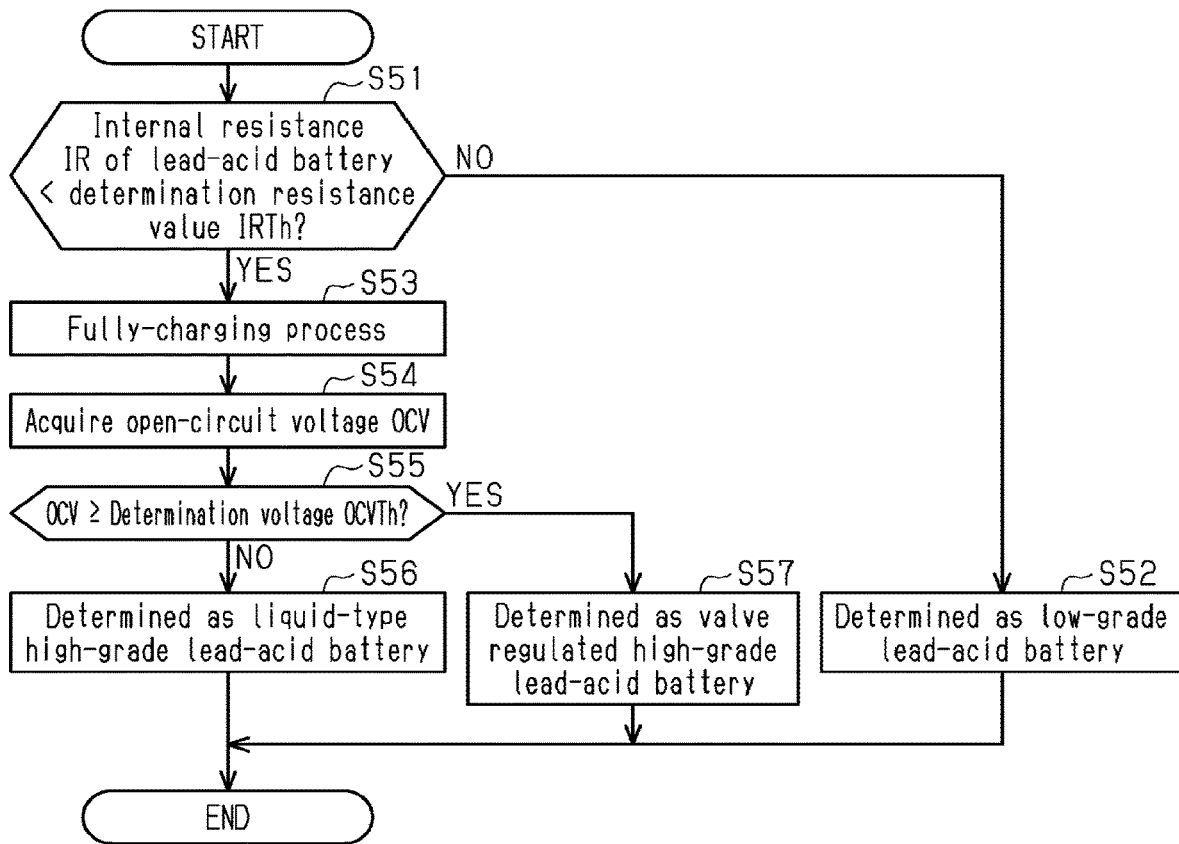 START
S51
Internal resistance
IR of lead-acid battery
< determination resistance
value IRTh?
NO
YES
S53
Fully-charging process
S54
Acquire open-circuit voltage OCV
S55
OCV ≥ Determination voltage OCVTh?
YES
NO
S56
Determined as liquid-type
high-grade lead-acid battery
S57
Determined as valve
regulated high-grade
lead-acid battery
S52
Determined as low-grade
lead-acid battery
END